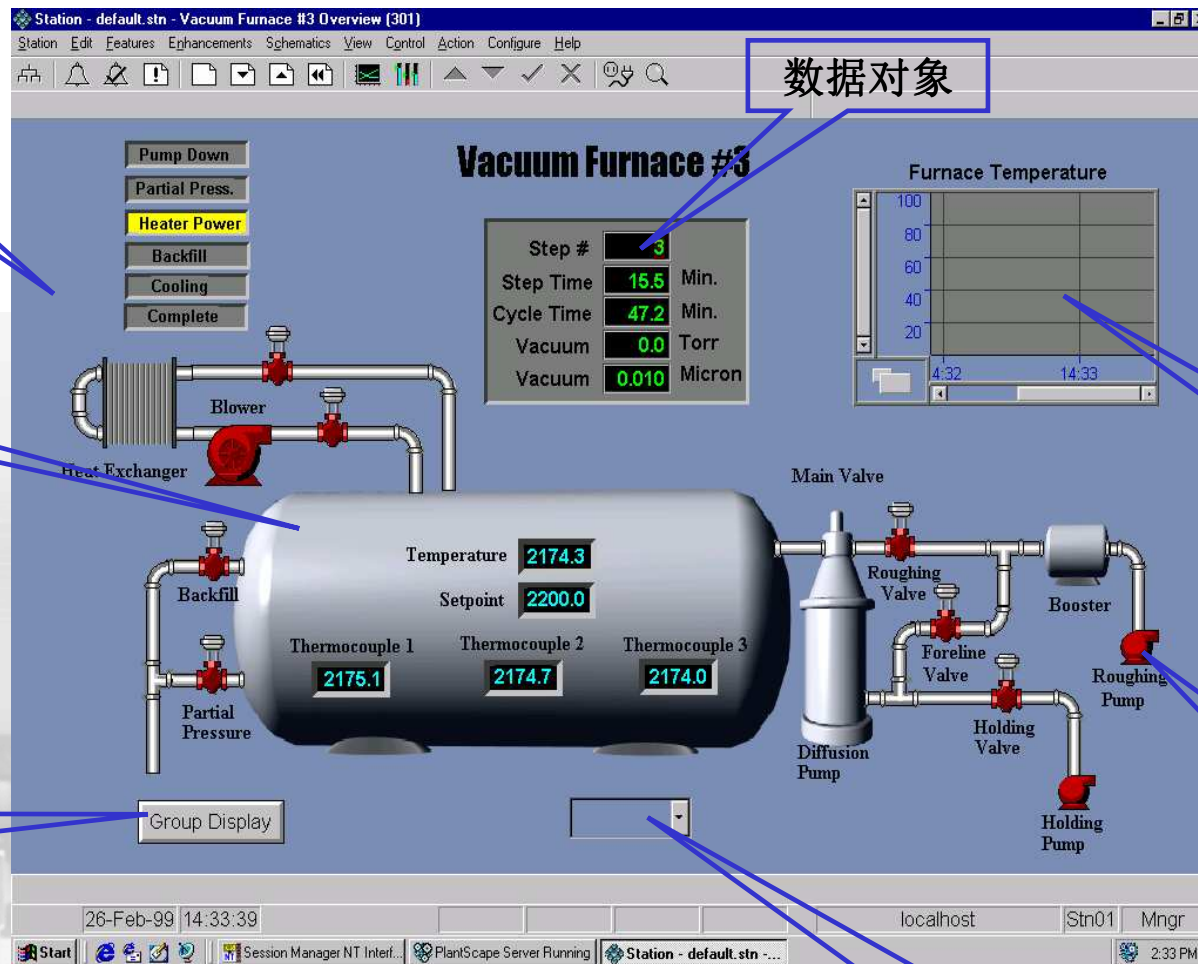 Station - default.stn - Vacuum Furnace #3 Overview (301)
Station Edit Features Enhancements Schematics View Control Action Configure Help
数据对象
Vacuum Furnace #3
Pump Down
Partial Press.
Heater Power
Backfill
Cooling
Complete
Step # 3
Step Time 15.5 Min.
Cycle Time 47.2 Min.
Vacuum 0.0 Torr
Vacuum 0.010 Micron
Furnace Temperature
100
80
60
40
20
4:32 14:33
Blower
Heat Exchanger
Main Valve
Temperature 2174.3
Setpoint 2200.0
Thermocouple 1 Thermocouple 2 Thermocouple 3
2175.1 2174.7 2174.0
Backfill
Partial
Pressure
Roughing
Valve
Booster
Foreline
Valve
Roughing
Pump
Holding
Valve
Diffusion
Pump
Holding
Pump
Group Display
26-Feb-99 14:33:39 localhost Stn01 Mngr
Start Session Manager NT Interf... PlantScape Server Running Station - default.stn -... 2:33 PM